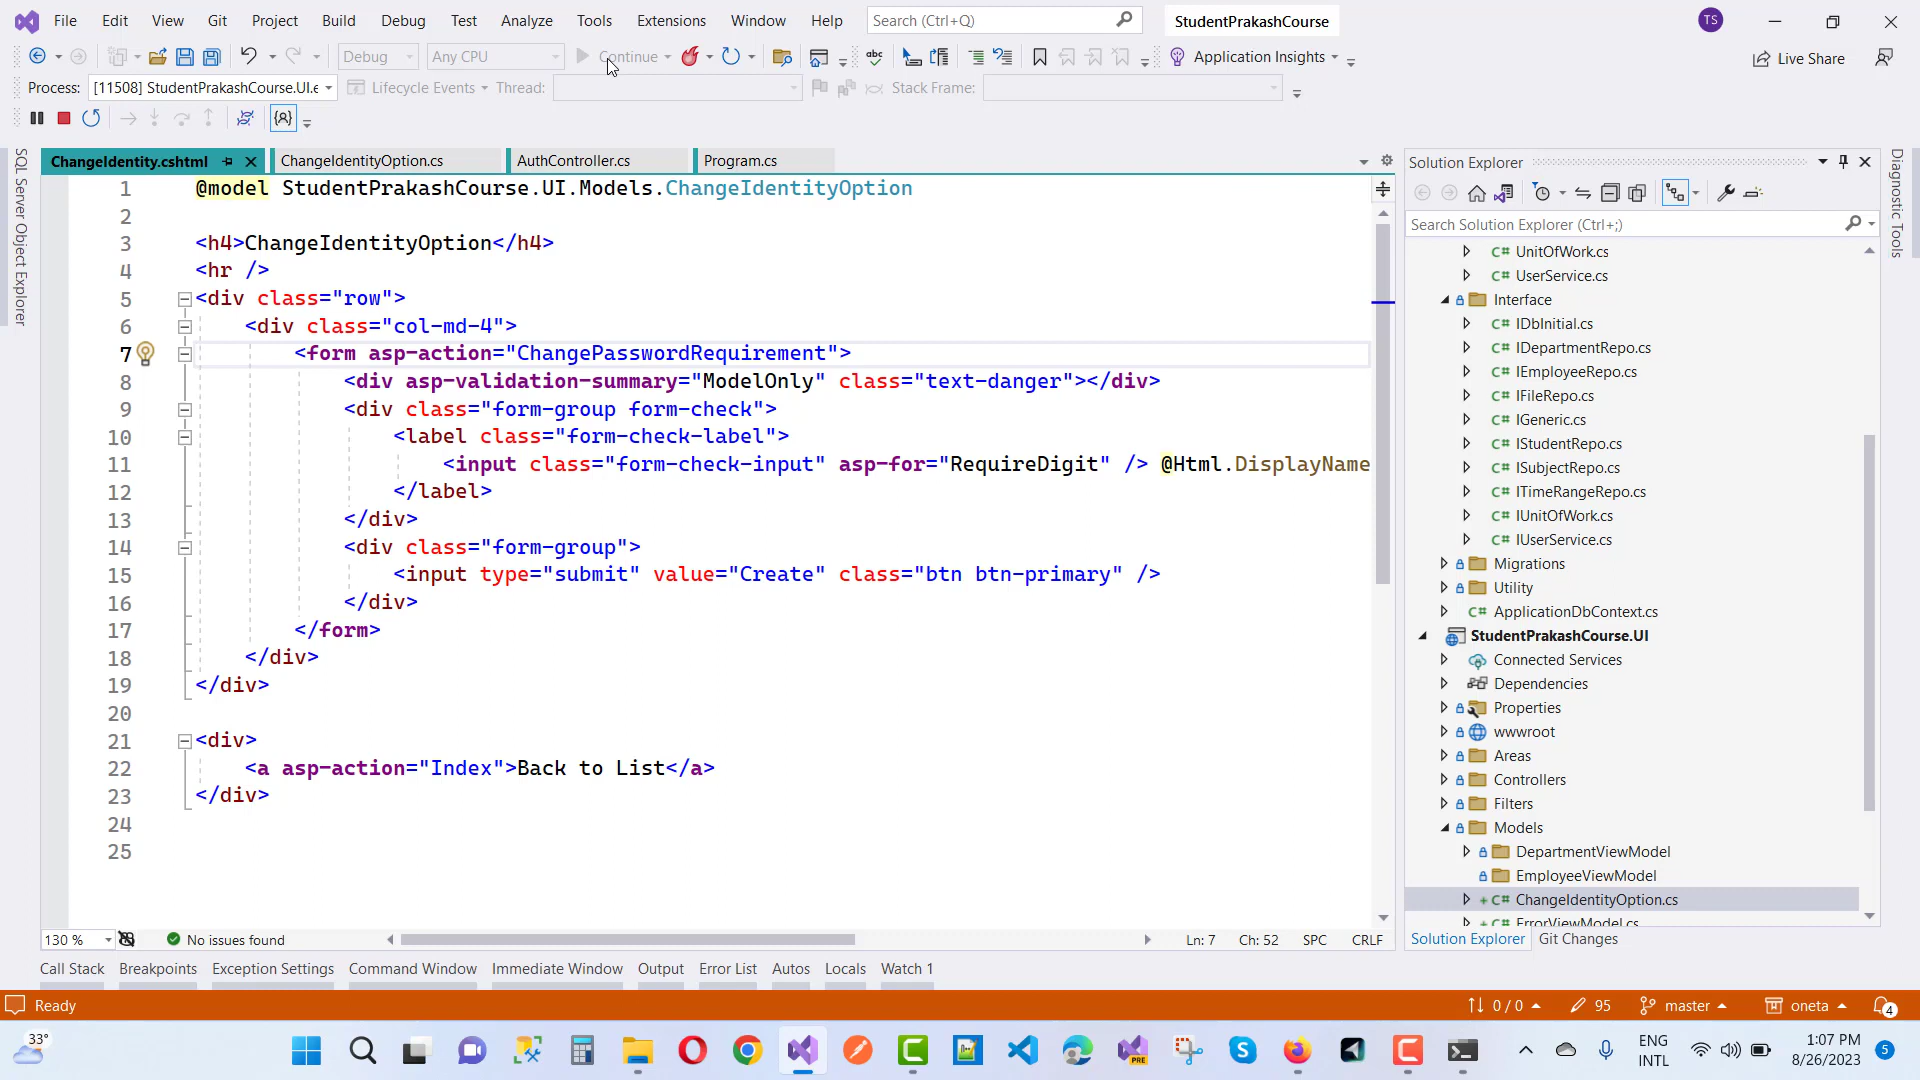 File Edit View Git Project Build Debug Test Analyze Tools Extensions Window Help Search (Ctrl+Q) StudentPrakashCourse TS
Debug Any CPU Continue Application Insights Live Share
Process: [11508] StudentPrakashCourse.UI.e Lifecycle Events Thread: Stack Frame:
ChangeIdentity.cshtml ChangeIdentityOption.cs AuthController.cs Program.cs
SQL Server Object Explorer
1 @model StudentPrakashCourse.UI.Models.ChangeIdentityOption
2
3 <h4>ChangeIdentityOption</h4>
4 <hr />
5 <div class="row">
6 <div class="col-md-4">
7 <form asp-action="ChangePasswordRequirement">
8 <div asp-validation-summary="ModelOnly" class="text-danger"></div>
9 <div class="form-group form-check">
10 <label class="form-check-label">
11 <input class="form-check-input" asp-for="RequireDigit" /> @Html.DisplayName
12 </label>
13 </div>
14 <div class="form-group">
15 <input type="submit" value="Create" class="btn btn-primary" />
16 </div>
17 </form>
18 </div>
19 </div>
20
21 <div>
22 <a asp-action="Index">Back to List</a>
23 </div>
24
25
130 % No issues found Ln: 7 Ch: 52 SPC CRLF
Solution Explorer
Search Solution Explorer (Ctrl+;)
C# UnitOfWork.cs
C# UserService.cs
Interface
C# IDbInitial.cs
C# IDepartmentRepo.cs
C# IEmployeeRepo.cs
C# IFileRepo.cs
C# IGeneric.cs
C# IStudentRepo.cs
C# ISubjectRepo.cs
C# ITimeRangeRepo.cs
C# IUnitOfWork.cs
C# IUserService.cs
Migrations
Utility
C# ApplicationDbContext.cs
StudentPrakashCourse.UI
Connected Services
Dependencies
Properties
wwwroot
Areas
Controllers
Filters
Models
DepartmentViewModel
EmployeeViewModel
C# ChangeIdentityOption.cs
C# ErrorViewModel.cs
Solution Explorer Git Changes
Diagnostic Tools
Call Stack Breakpoints Exception Settings Command Window Immediate Window Output Error List Autos Locals Watch 1
Ready 0 / 0 95 master oneta 4
33° PRE ENG INTL 1:07 PM 8/26/2023 5